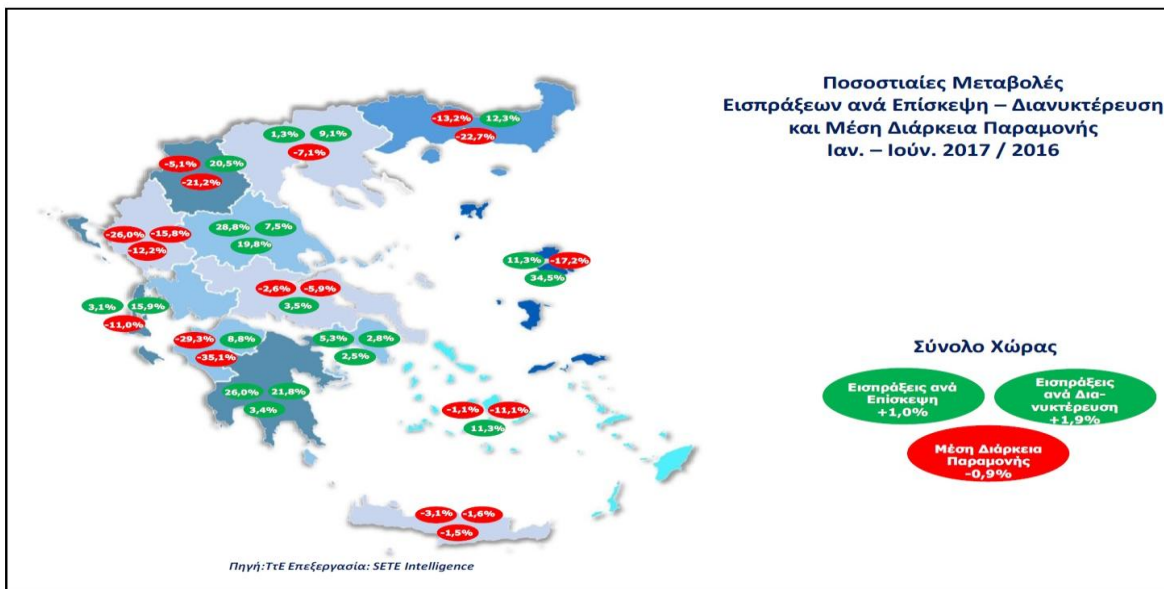 Ποσοστιαίες Μεταβολές
Εισπράξεων ανά Επίσκεψη – Διανυκτέρευση
και Μέση Διάρκεια Παραμονής
Ιαν. – Ιούν. 2017 / 2016
-13,2% 12,3%
-22,7%
1,3% 9,1%
-7,1%
-5,1% 20,5%
-21,2%
28,8% 7,5%
19,8%
-26,0% -15,8%
-12,2%
11,3% -17,2%
34,5%
-2,6% -5,9%
3,5%
3,1% 15,9%
-11,0%
-29,3% 8,8%
-35,1%
5,3% 2,8%
2,5%
26,0% 21,8%
3,4%
-1,1% -11,1%
11,3%
-3,1% -1,6%
-1,5%
Σύνολο Χώρας
Εισπράξεις ανά
Επίσκεψη
+1,0%
Εισπράξεις
ανά Δια-
νυκτέρευση
+1,9%
Μέση Διάρκεια
Παραμονής
-0,9%
Πηγή:ΤτΕ Επεξεργασία: SETE Intelligence